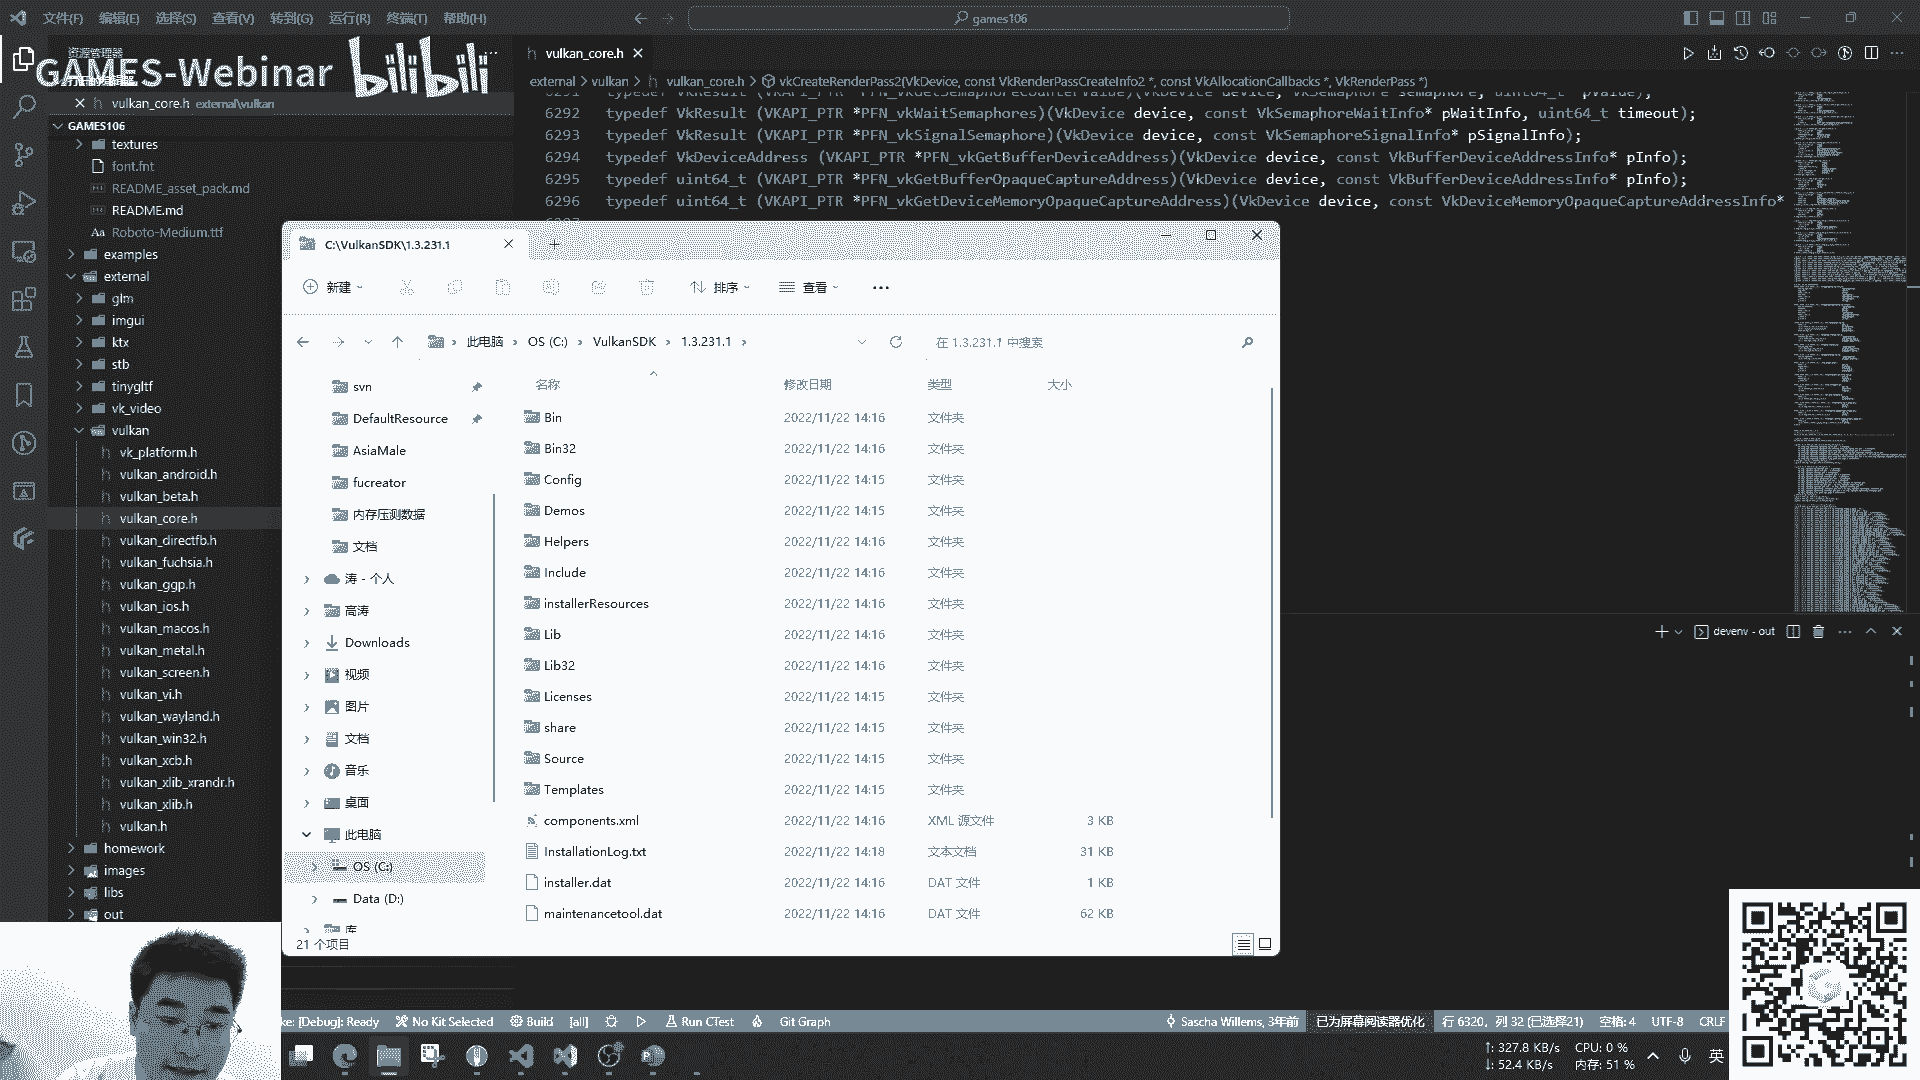 文件(F) 编辑(E) 选择(S) 查看(V) 转到(G) 运行(R) 终端(T) 帮助(H)
games106
资源管理器
GAMES-Webinar bilibili
vulkan_core.h external\vulkan
GAMES106
textures
font.fnt
README_asset_pack.md
README.md
Roboto-Medium.ttf
examples
external
glm
imgui
ktx
stb
tinygltf
vk_video
vulkan
vk_platform.h
vulkan_android.h
vulkan_beta.h
vulkan_core.h
vulkan_directfb.h
vulkan_fuchsia.h
vulkan_ggp.h
vulkan_ios.h
vulkan_macos.h
vulkan_metal.h
vulkan_screen.h
vulkan_vi.h
vulkan_wayland.h
vulkan_win32.h
vulkan_xcb.h
vulkan_xlib_xrandr.h
vulkan_xlib.h
vulkan.h
homework
images
libs
out
vulkan_core.h
external > vulkan > vulkan_core.h > vkCreateRenderPass2(VkDevice, const VkRenderPassCreateInfo2 *, const VkAllocationCallbacks *, VkRenderPass *)
6292 typedef VkResult (VKAPI_PTR *PFN_vkWaitSemaphores)(VkDevice device, const VkSemaphoreWaitInfo* pWaitInfo, uint64_t timeout);
6293 typedef VkResult (VKAPI_PTR *PFN_vkSignalSemaphore)(VkDevice device, const VkSemaphoreSignalInfo* pSignalInfo);
6294 typedef VkDeviceAddress (VKAPI_PTR *PFN_vkGetBufferDeviceAddress)(VkDevice device, const VkBufferDeviceAddressInfo* pInfo);
6295 typedef uint64_t (VKAPI_PTR *PFN_vkGetBufferOpaqueCaptureAddress)(VkDevice device, const VkBufferDeviceAddressInfo* pInfo);
6296 typedef uint64_t (VKAPI_PTR *PFN_vkGetDeviceMemoryOpaqueCaptureAddress)(VkDevice device, const VkDeviceMemoryOpaqueCaptureAddressInfo*
C:\VulkanSDK\1.3.231.1
新建 排序 查看
此电脑 > OS (C:) > VulkanSDK > 1.3.231.1 >
在 1.3.231.1 中搜索
svn
DefaultResource
AsiaMale
fucreator
内存压测数据
文档
涛 - 个人
高涛
Downloads
视频
图片
文档
音乐
桌面
此电脑
OS (C:)
Data (D:)
库
名称 修改日期 类型 大小
Bin 2022/11/22 14:16 文件夹
Bin32 2022/11/22 14:16 文件夹
Config 2022/11/22 14:15 文件夹
Demos 2022/11/22 14:15 文件夹
Helpers 2022/11/22 14:16 文件夹
Include 2022/11/22 14:16 文件夹
installerResources 2022/11/22 14:16 文件夹
Lib 2022/11/22 14:16 文件夹
Lib32 2022/11/22 14:16 文件夹
Licenses 2022/11/22 14:15 文件夹
share 2022/11/22 14:15 文件夹
Source 2022/11/22 14:15 文件夹
Templates 2022/11/22 14:15 文件夹
components.xml 2022/11/22 14:16 XML 源文件 3 KB
InstallationLog.txt 2022/11/22 14:18 文本文档 31 KB
installer.dat 2022/11/22 14:16 DAT 文件 1 KB
maintenancetool.dat 2022/11/22 14:16 DAT 文件 62 KB
21 个项目
devenv - out
ke: [Debug]: Ready No Kit Selected Build [all] Run CTest Git Graph
Sascha Willems, 3年前 已为屏幕阅读器优化 行 6320, 列 32 (已选择21) 空格: 4 UTF-8 CRLF
↑: 327.8 KB/s CPU: 0 %
↓: 52.4 KB/s 内存: 51 %
英